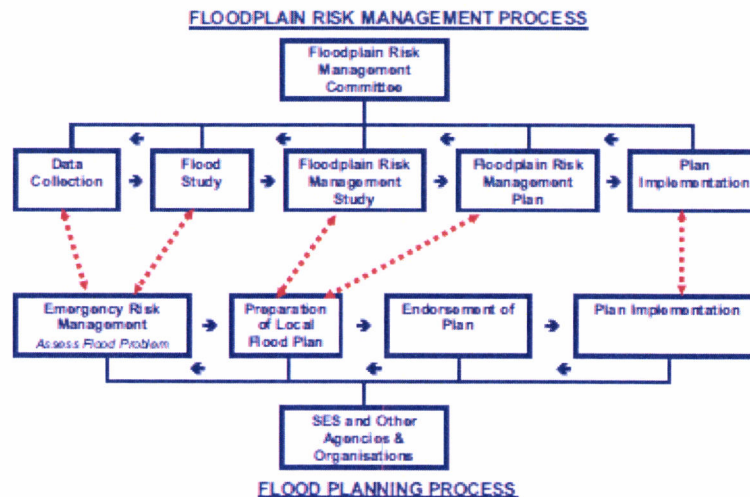 FLOODPLAIN RISK MANAGEMENT PROCESS
Floodplain Risk
Management
Committee
Data
Collection
Flood
Study
Floodplain Risk
Management
Study
Floodplain Risk
Management
Plan
Plan
Implementation
Emergency Risk
Management
Assess Flood Problem
Preparation
of Local
Flood Plan
Endorsement of
Plan
Plan Implementation
SES and Other
Agencies &
Organisations
FLOOD PLANNING PROCESS